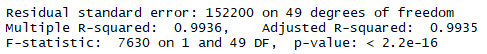 Residual standard error: 152200 on 49 degrees of freedom
Multiple R-squared:  0.9936,    Adjusted R-squared:  0.9935
F-statistic:  7630 on 1 and 49 DF,  p-value: < 2.2e-16